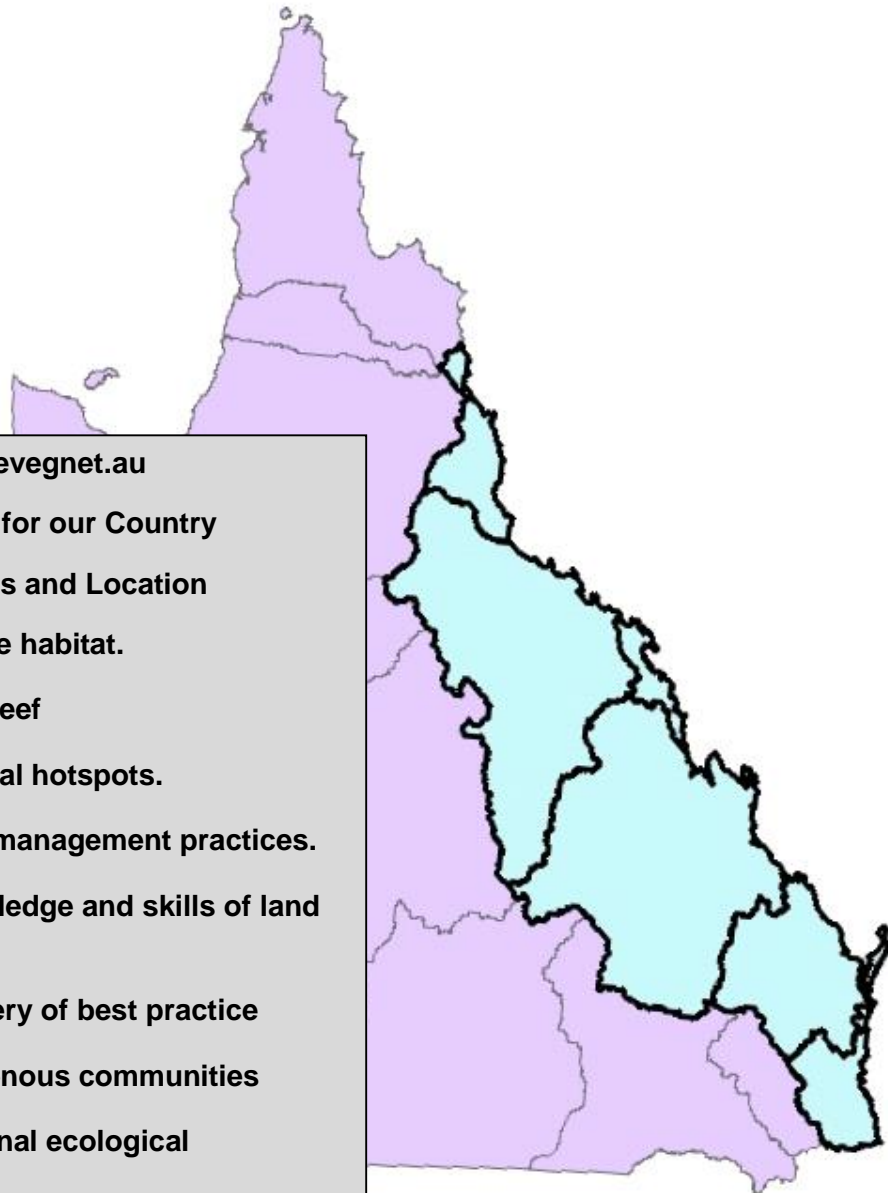 evegnet.au
for our Country
s and Location
e habitat.
eef
al hotspots.
management practices.
ledge and skills of land
ery of best practice
nous communities
nal ecological